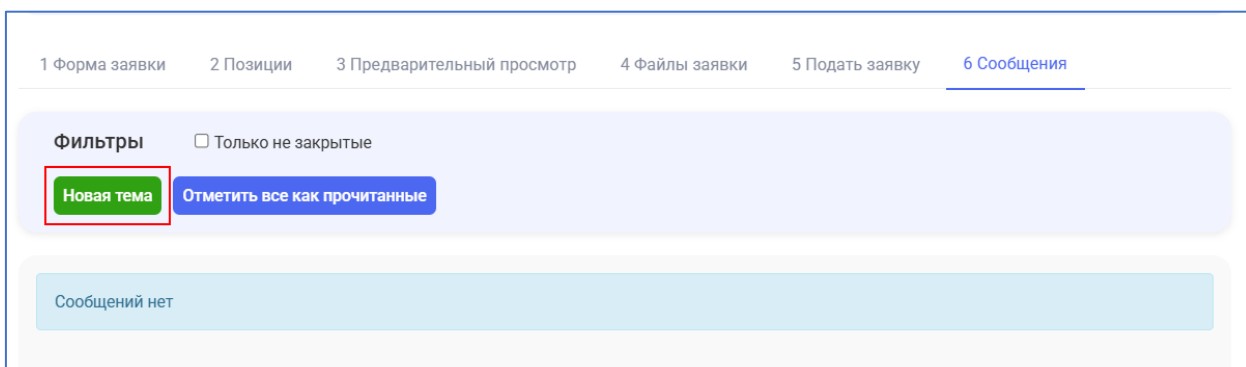 1 Форма заявки 2 Позиции 3 Предварительный просмотр 4 Файлы заявки 5 Подать заявку 6 Сообщения
Фильтры Только не закрытые
Новая тема Отметить все как прочитанные
Сообщений нет